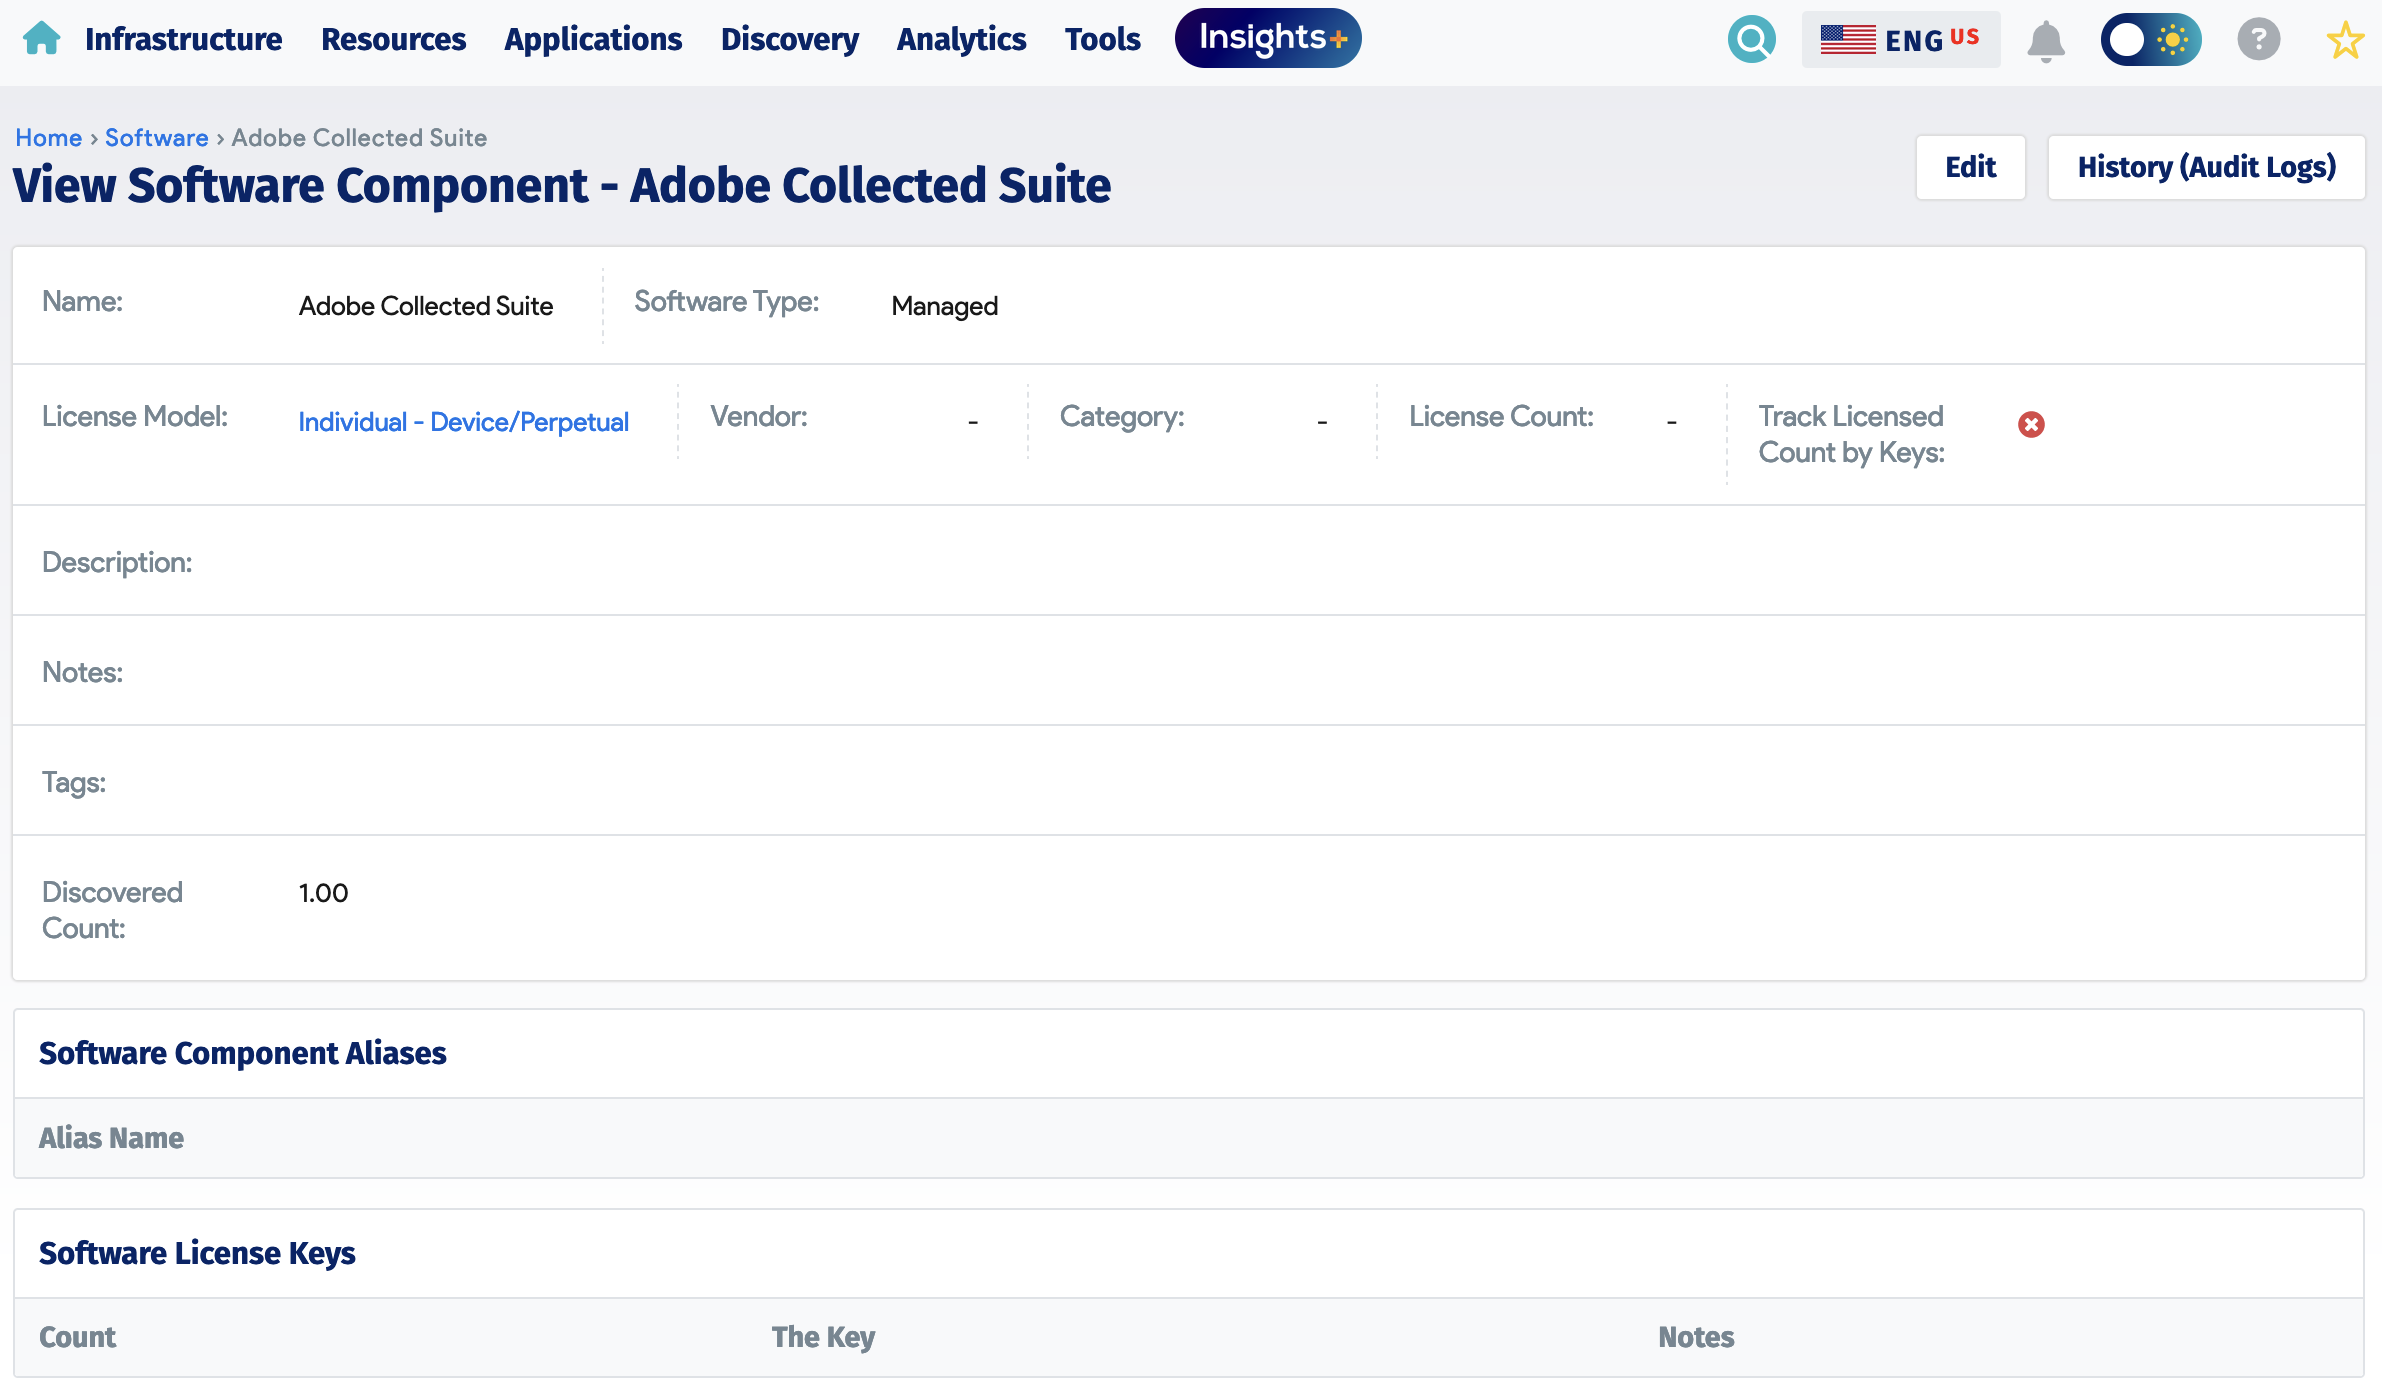 Infrastructure Resources Applications Discovery Analytics Tools Insights+ ENG US ?
Home › Software › Adobe Collected Suite
View Software Component - Adobe Collected Suite
Edit History (Audit Logs)
Name: Adobe Collected Suite Software Type: Managed
License Model: Individual - Device/Perpetual Vendor: - Category: - License Count: - Track Licensed
Count by Keys:
Description:
Notes:
Tags:
Discovered 1.00
Count:
Software Component Aliases
Alias Name
Software License Keys
Count The Key Notes